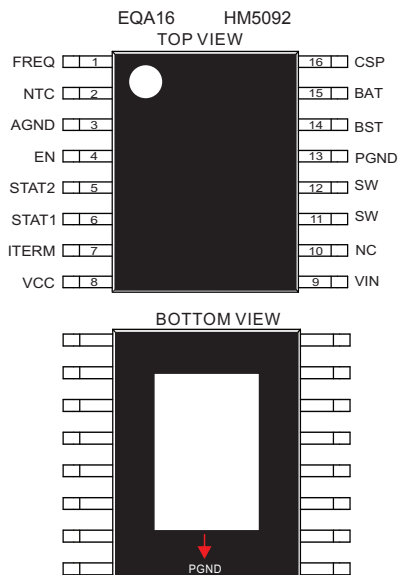 EQA16 HM5092
TOP VIEW
FREQ 1 16 CSP
NTC 2 15 BAT
AGND 3 14 BST
EN 4 13 PGND
STAT2 5 12 SW
STAT1 6 11 SW
ITERM 7 10 NC
VCC 8 9 VIN
BOTTOM VIEW
PGND